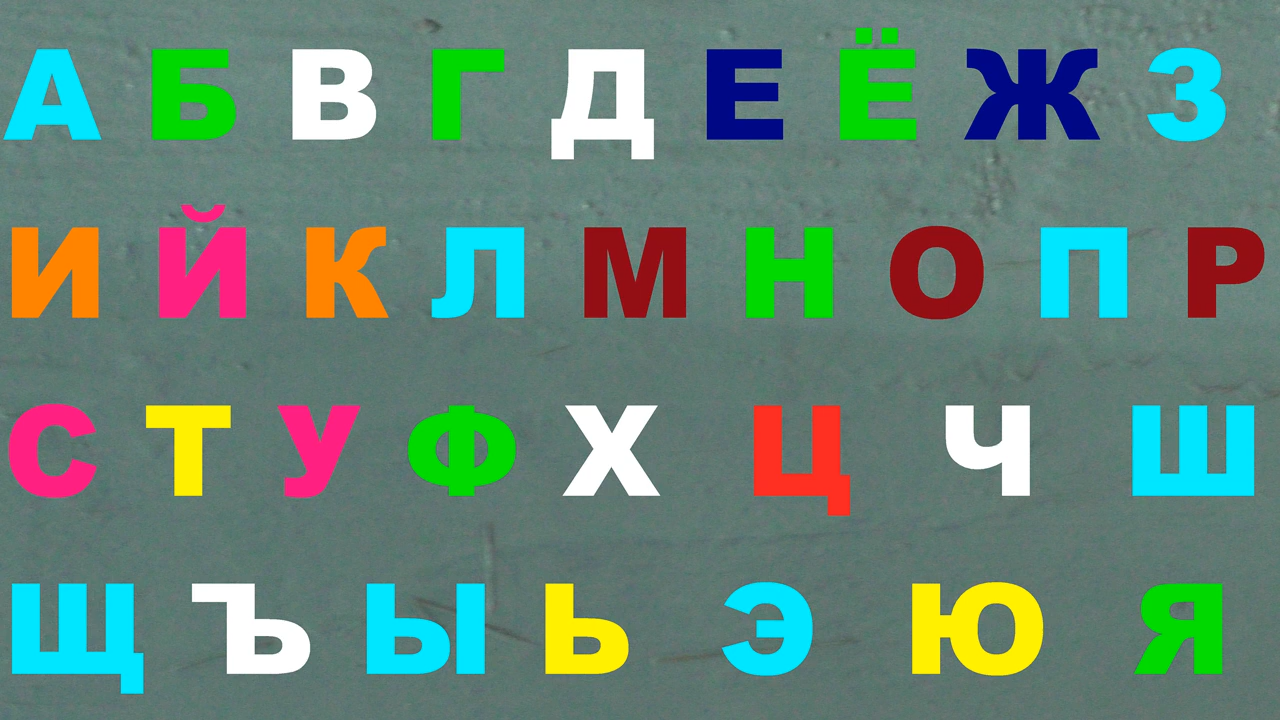 А Б В Г Д Е Ё Ж З
И Й К Л М Н О П Р
С Т У Ф Х Ц Ч Ш
Щ Ъ Ы Ь Э Ю Я